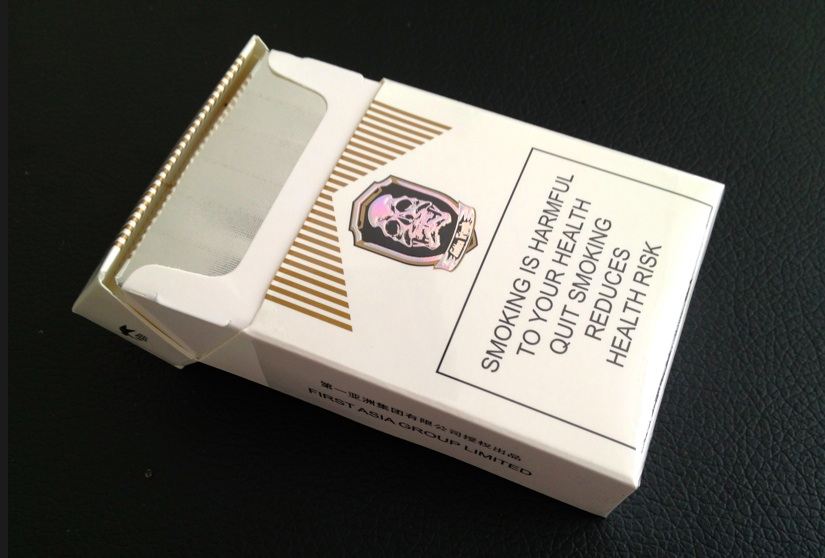 SMOKING IS HARMFUL
TO YOUR HEALTH
QUIT SMOKING
REDUCES
HEALTH RISK
第一亚洲集团有限公司授权出品
FIRST ASIA GROUP LIMITED